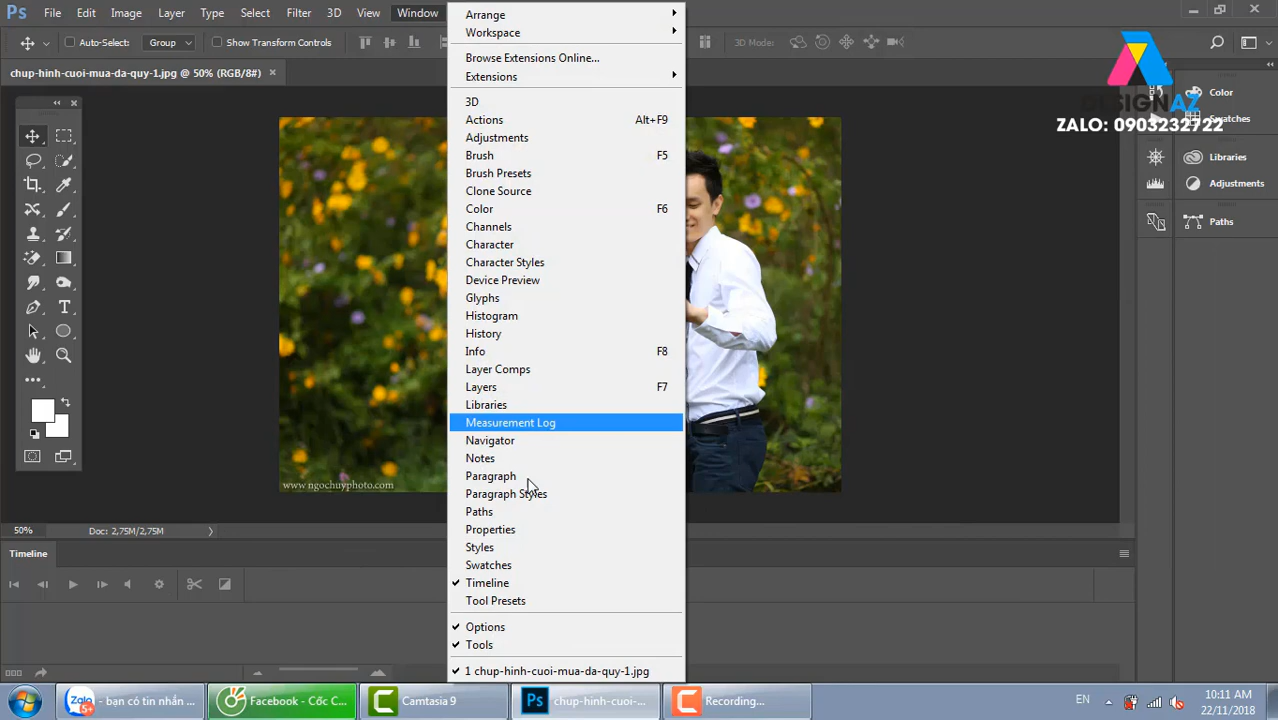 Ps File Edit Image Layer Type Select Filter 3D View Window
Auto-Select: Group Show Transform Controls 3D Mode:
chup-hinh-cuoi-mua-da-quy-1.jpg @ 50% (RGB/8#) ×
Arrange
Workspace
Browse Extensions Online...
Extensions
3D
Actions Alt+F9
Adjustments
Brush F5
Brush Presets
Clone Source
Color F6
Channels
Character
Character Styles
Device Preview
Glyphs
Histogram
History
Info F8
Layer Comps
Layers F7
Libraries
Measurement Log
Navigator
Notes
Paragraph
Paragraph Styles
Paths
Properties
Styles
Swatches
Timeline
Tool Presets
Options
Tools
1 chup-hinh-cuoi-mua-da-quy-1.jpg
DESIGNAZ
ZALO: 0903232722
Color
Swatches
Libraries
Adjustments
Paths
www.ngochuyphoto.com
50% Doc: 2,75M/2,75M
Timeline
Zalo 5+ - bạn có tin nhắn ...
Facebook - Cốc C...
Camtasia 9
Ps chup-hinh-cuoi-...
Recording...
EN
10:11 AM
22/11/2018